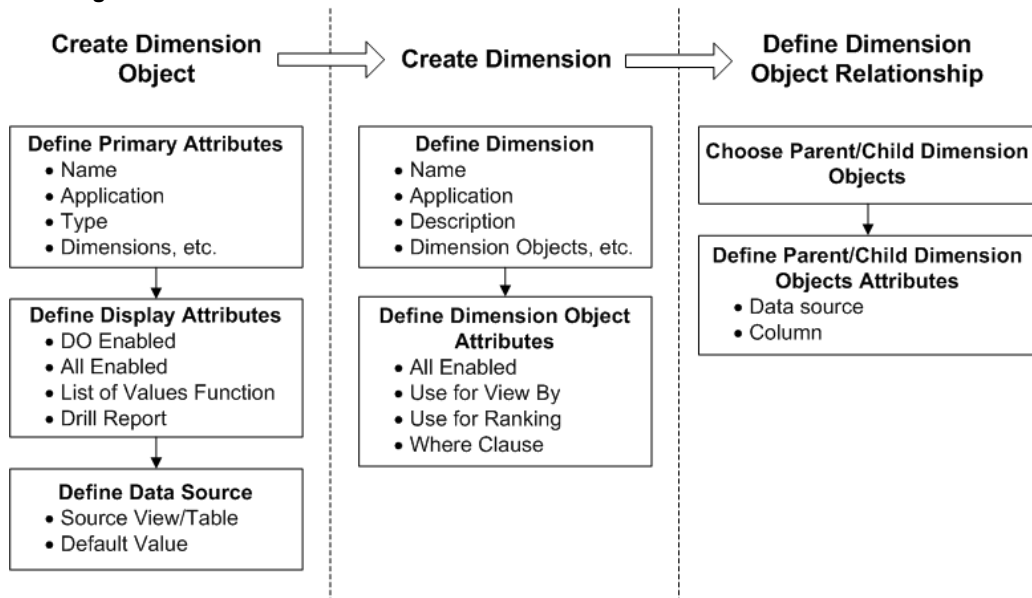 Create Dimension
Object
Define Primary Attributes
• Name
• Application
• Type
• Dimensions, etc.
Define Display Attributes
• DO Enabled
• All Enabled
• List of Values Function
• Drill Report
Define Data Source
• Source View/Table
• Default Value
Create Dimension
Define Dimension
• Name
• Application
• Description
• Dimension Objects, etc.
Define Dimension Object
Attributes
• All Enabled
• Use for View By
• Use for Ranking
• Where Clause
Define Dimension
Object Relationship
Choose Parent/Child Dimension
Objects
Define Parent/Child Dimension
Objects Attributes
• Data source
• Column